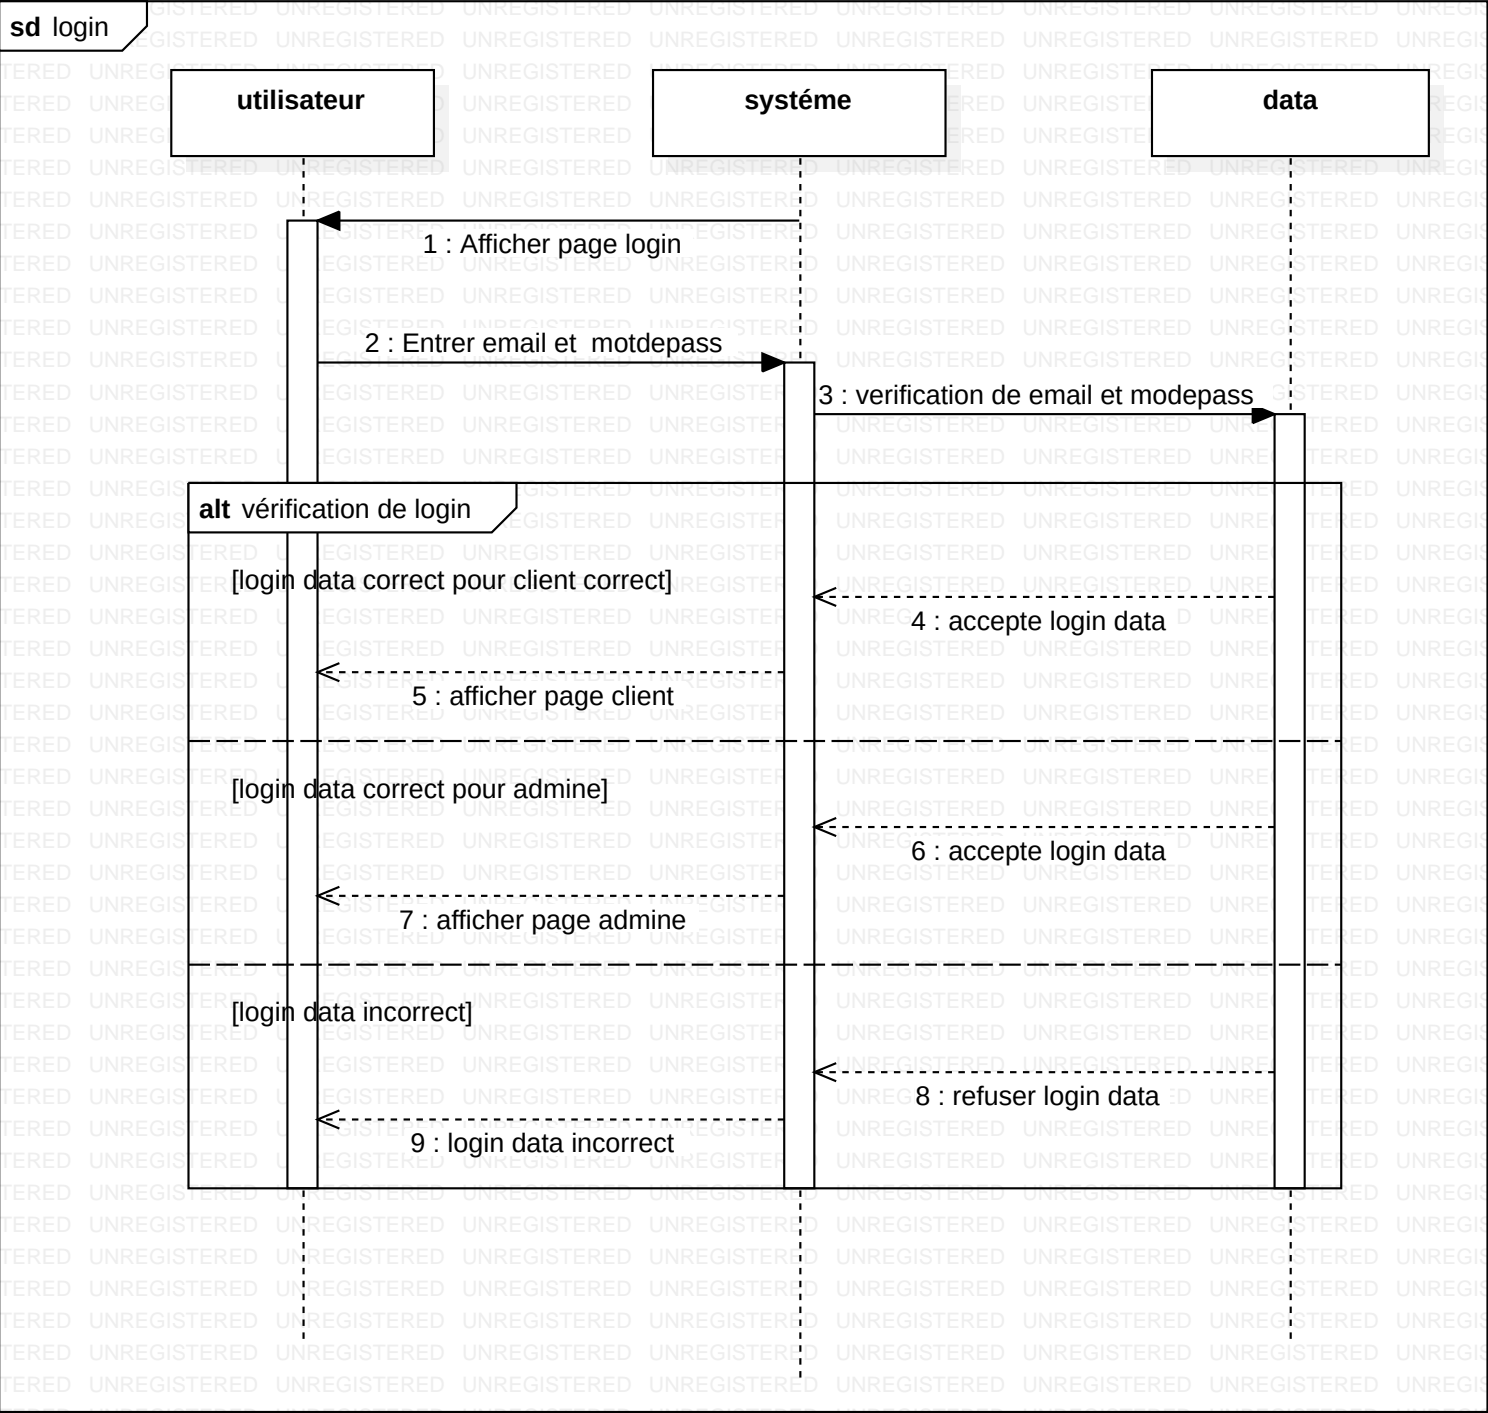 sd login
utilisateur
systéme
data
1 : Afficher page login
2 : Entrer email et  motdepass
3 : verification de email et modepass
alt vérification de login
[login data correct pour client correct]
4 : accepte login data
5 : afficher page client
[login data correct pour admine]
6 : accepte login data
7 : afficher page admine
[login data incorrect]
8 : refuser login data
9 : login data incorrect
UNREGISTERED